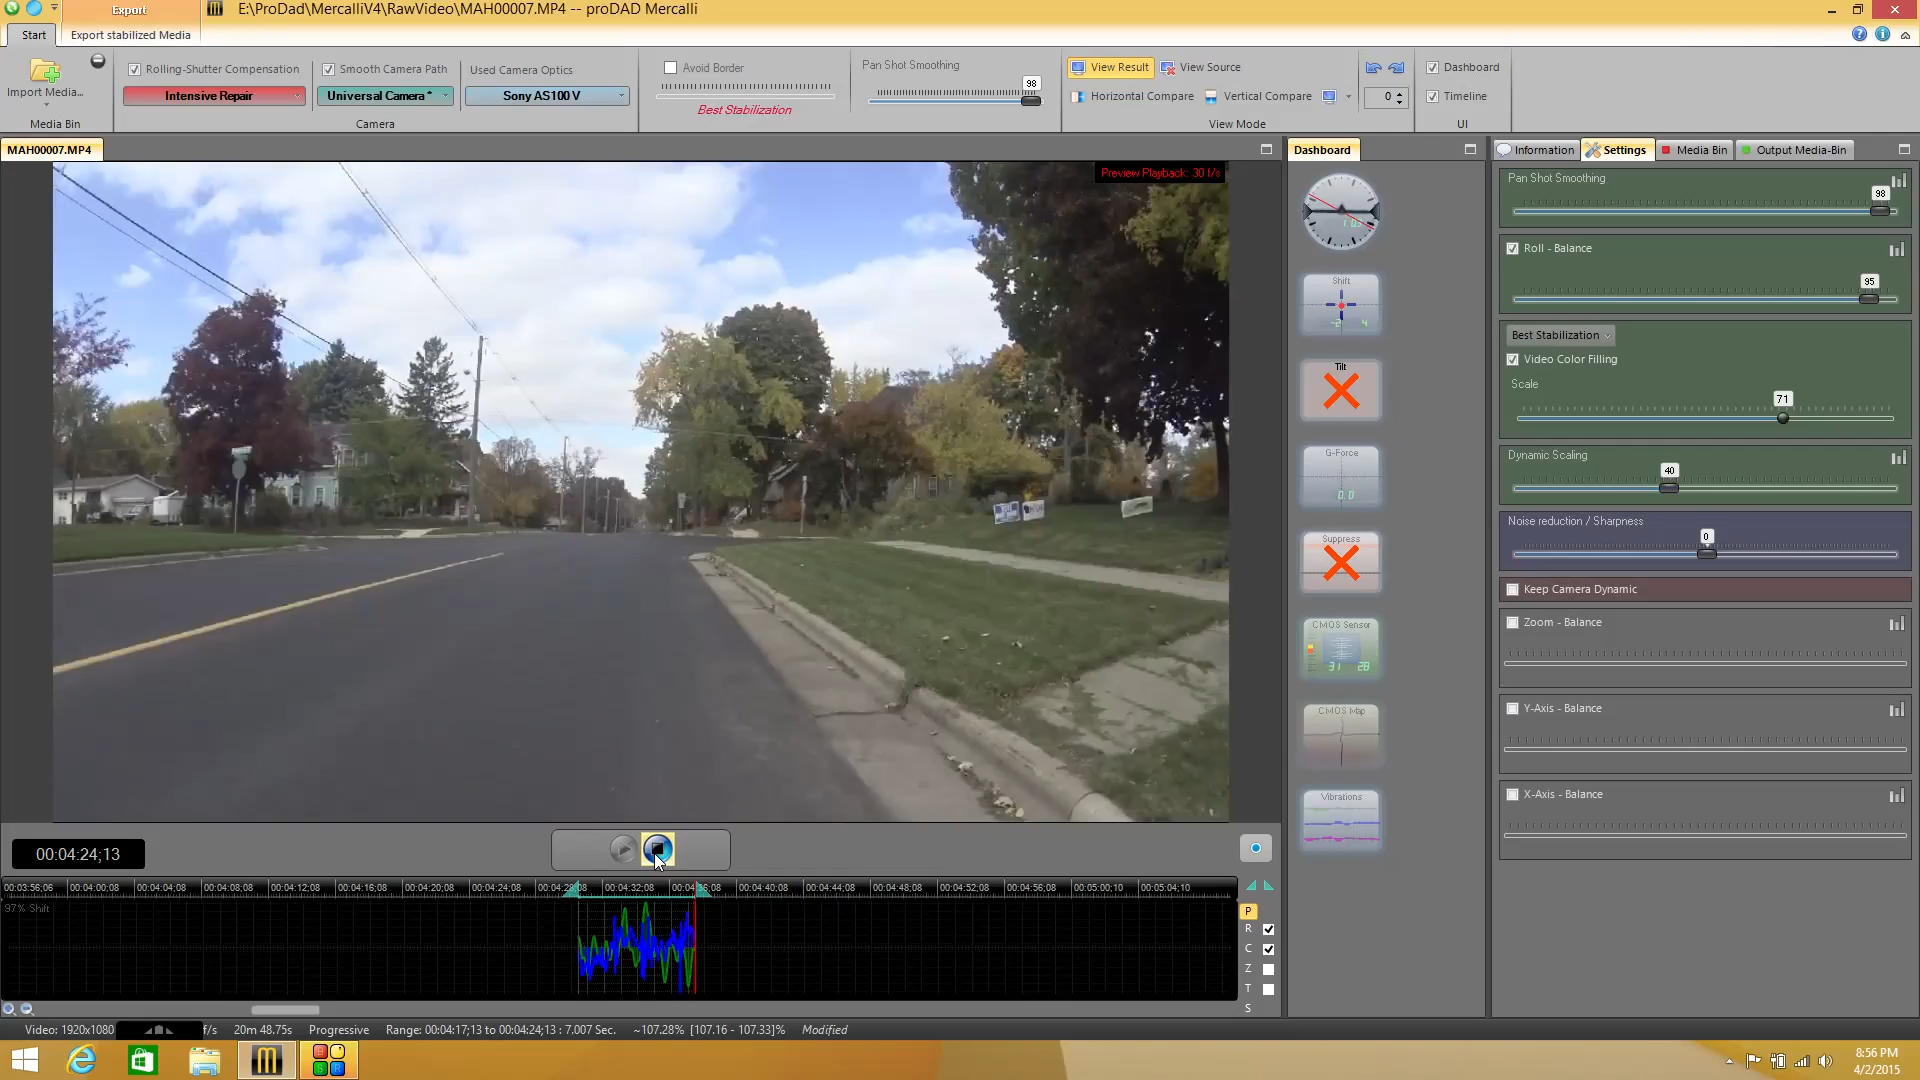 Export
E:\ProDad\MercalliV4\RawVideo\MAH00007.MP4 -- proDAD Mercalli
Start
Export stabilized Media
Import Media...
Media Bin
Rolling-Shutter Compensation
Intensive Repair
Smooth Camera Path
Universal Camera*
Used Camera Optics
Sony AS100 V
Camera
Avoid Border
Best Stabilization
Pan Shot Smoothing
98
View Result
View Source
Horizontal Compare
Vertical Compare
View Mode
0
Dashboard
Timeline
UI
MAH00007.MP4
Preview Playback: 30 f/s
Dashboard
Shift
-2 4
Tilt
G-Force
0.0
Suppress
CMOS Sensor
31 28
CMOS Map
Vibrations
Information
Settings
Media Bin
Output Media-Bin
Pan Shot Smoothing
98
Roll - Balance
95
Best Stabilization
Video Color Filling
Scale
71
Dynamic Scaling
40
Noise reduction / Sharpness
0
Keep Camera Dynamic
Zoom - Balance
Y-Axis - Balance
X-Axis - Balance
00:04:24;13
00:03:56;06 00:04:00;08 00:04:04;08 00:04:08;08 00:04:12;08 00:04:16;08 00:04:20;08 00:04:24;08 00:04:32;08 00:04:40;08 00:04:44;08 00:04:48;08 00:04:52;08 00:04:56;08 00:05:00;10 00:05:04;10
97% Shift
P
R
C
Z
T
S
Video: 1920x1080 f/s 20m 48.75s Progressive Range: 00:04:17;13 to 00:04:24;13 : 7.007 Sec. ~107.28% [107.16 - 107.33]% Modified
8:56 PM
4/2/2015